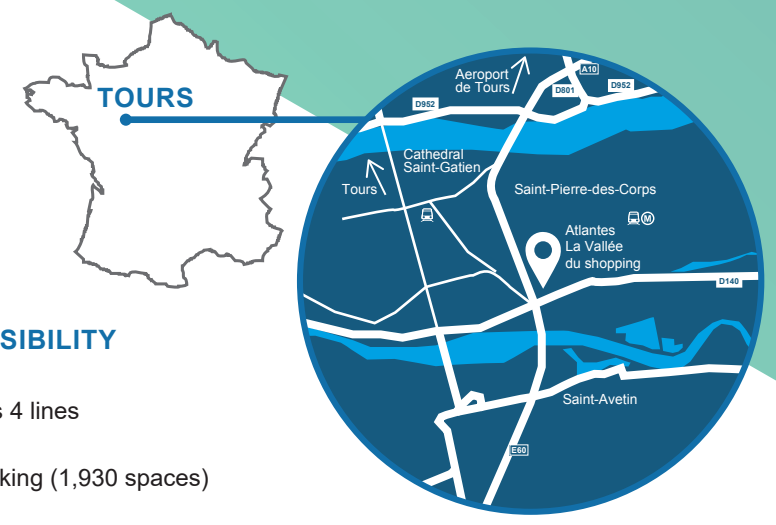 TOURS
Aeroport
de Tours
A10
D801
D952
D952
Cathedral
Saint-Gatien
Tours
Saint-Pierre-des-Corps
M
Atlantes
La Vallée
du shopping
D140
SIBILITY
s 4 lines
Saint-Avetin
E60
king (1,930 spaces)